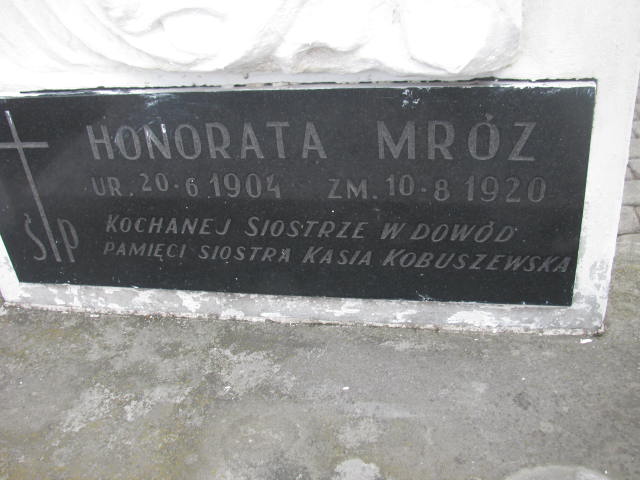 HONORATA MRÓZ
UR. 20·6.1904 ZM. 10·8 1920
ŚP
KOCHANEJ SIOSTRZE W DOWÓD
PAMIĘCI SIOSTRA KASIA KOBUSZEWSKA